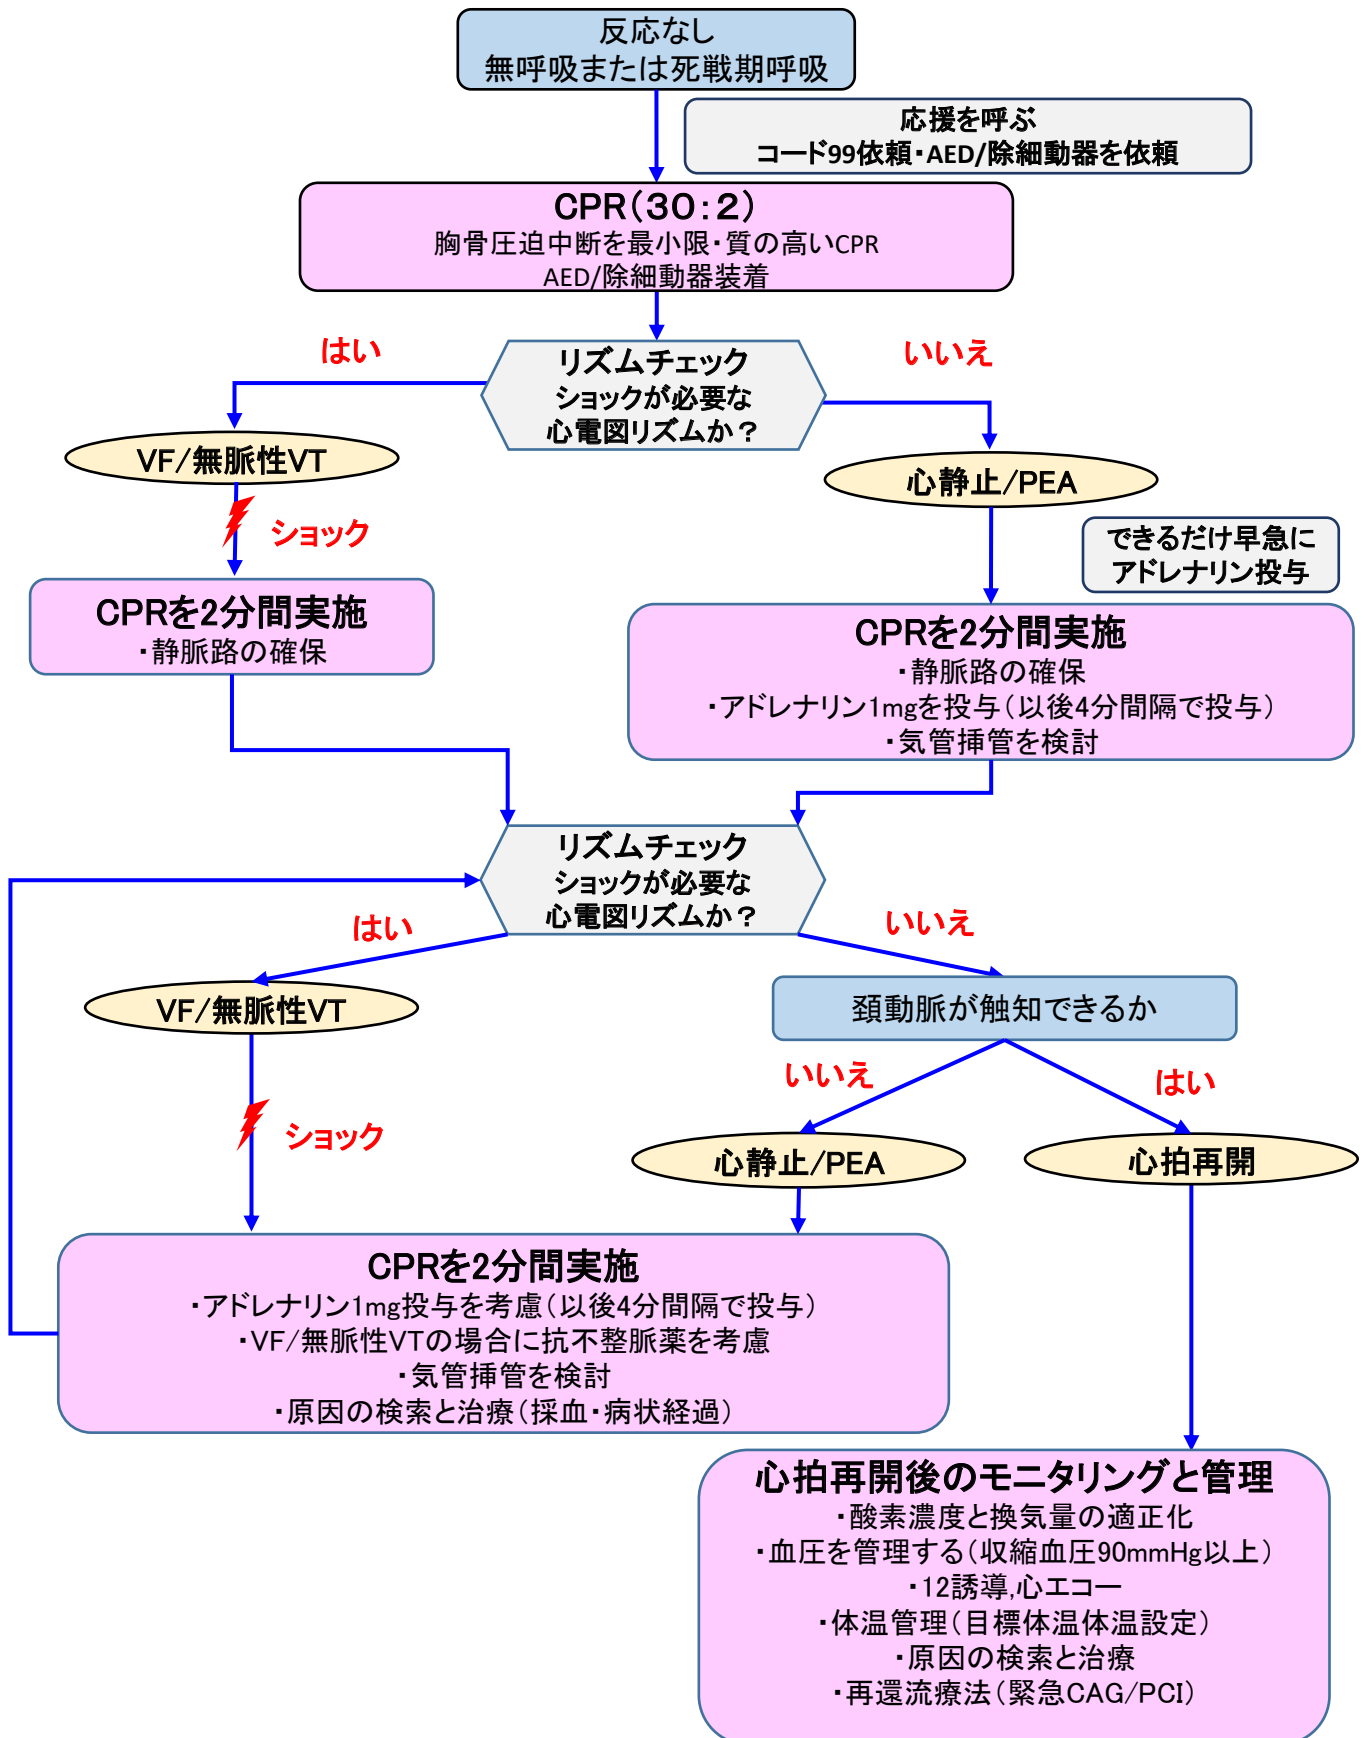 反応なし
無呼吸または死戦期呼吸
応援を呼ぶ
コード99依頼・AED/除細動器を依頼
CPR(30:2)
胸骨圧迫中断を最小限・質の高いCPR
AED/除細動器装着
はい
リズムチェック
ショックが必要な
心電図リズムか？
いいえ
VF/無脈性VT
心静止/PEA
ショック
できるだけ早急に
アドレナリン投与
CPRを2分間実施
・静脈路の確保
CPRを2分間実施
・静脈路の確保
・アドレナリン1mgを投与(以後4分間隔で投与)
・気管挿管を検討
リズムチェック
ショックが必要な
心電図リズムか？
はい
いいえ
VF/無脈性VT
頚動脈が触知できるか
いいえ
はい
ショック
心静止/PEA
心拍再開
CPRを2分間実施
・アドレナリン1mg投与を考慮(以後4分間隔で投与)
・VF/無脈性VTの場合に抗不整脈薬を考慮
・気管挿管を検討
・原因の検索と治療(採血・病状経過)
心拍再開後のモニタリングと管理
・酸素濃度と換気量の適正化
・血圧を管理する(収縮血圧90mmHg以上)
・12誘導,心エコー
・体温管理(目標体温体温設定)
・原因の検索と治療
・再還流療法(緊急CAG/PCI)